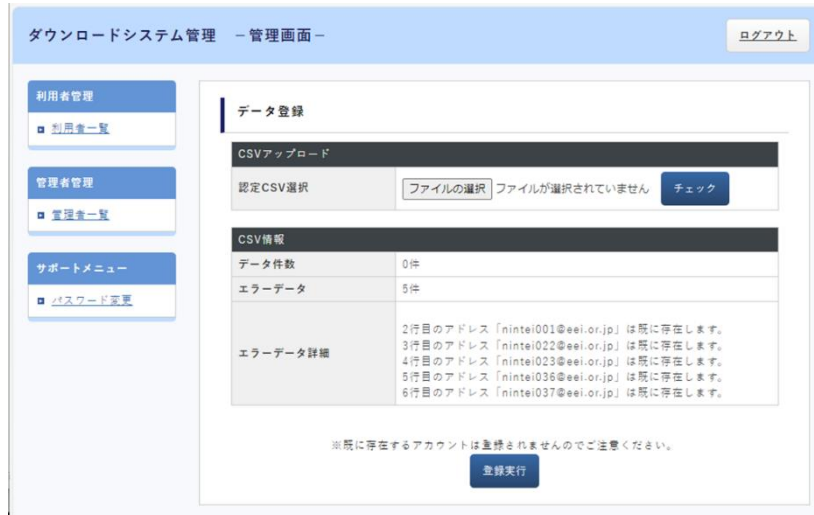 ダウンロードシステム管理　－管理画面－
ログアウト
利用者管理
利用者一覧
管理者管理
管理者一覧
サポートメニュー
パスワード変更
データ登録
CSVアップロード
認定CSV選択
ファイルの選択 ファイルが選択されていません
チェック
CSV情報
データ件数 0件
エラーデータ 5件
エラーデータ詳細
2行目のアドレス「nintei001@eei.or.jp」は既に存在します。
3行目のアドレス「nintei022@eei.or.jp」は既に存在します。
4行目のアドレス「nintei023@eei.or.jp」は既に存在します。
5行目のアドレス「nintei036@eei.or.jp」は既に存在します。
6行目のアドレス「nintei037@eei.or.jp」は既に存在します。
※既に存在するアカウントは登録されませんのでご注意ください。
登録実行